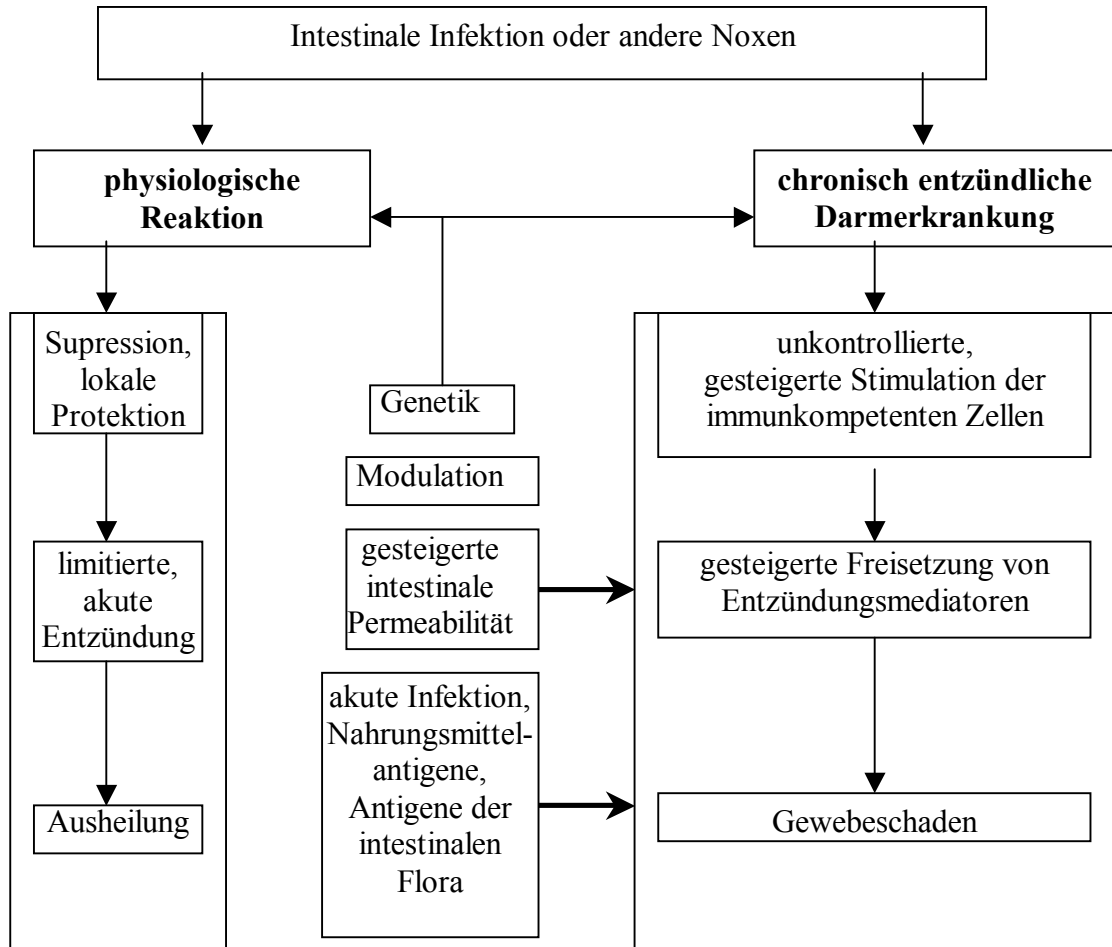 Intestinale Infektion oder andere Noxen
physiologische
Reaktion
chronisch entzündliche
Darmerkrankung
Supression,
lokale
Protektion
limitierte,
akute
Entzündung
Ausheilung
Genetik
Modulation
gesteigerte
intestinale
Permeabilität
akute Infektion,
Nahrungsmittel-
antigene,
Antigene der
intestinalen
Flora
unkontrollierte,
gesteigerte Stimulation der
immunkompetenten Zellen
gesteigerte Freisetzung von
Entzündungsmediatoren
Gewebeschaden